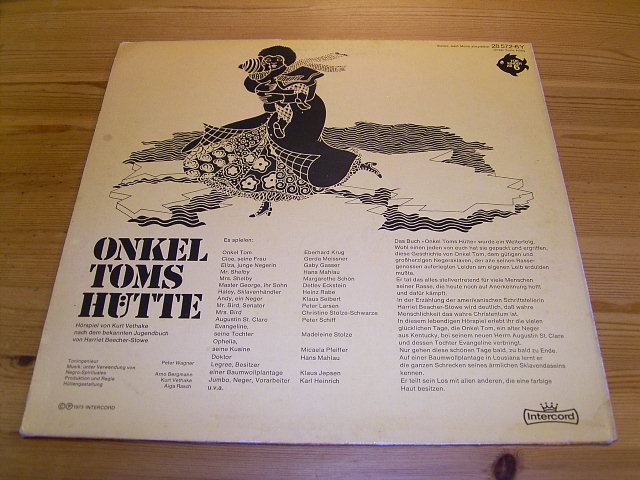 28 572-6 Y
ONKEL
TOMS
HÜTTE
Hörspiel von Kurt Vethake
nach dem bekannten Jugendbuch
von Harriet Beecher-Stowe
Toningenieur Peter Wagner
Musik: unter Verwendung von
Negro-Spirituales Arno Bergmann
Produktion und Regie Kurt Vethake
Hüllengestaltung Aiga Rasch
©℗ 1973 INTERCORD
Es spielen:
Onkel Tom Eberhard Krug
Cloe, seine Frau Gerda Meissner
Eliza, junge Negerin Gaby Gasser
Mr. Shelby Hans Mahlau
Mrs. Shelby Margarethe Schön
Master George, ihr Sohn Detlev Eckstein
Haley, Sklavenhändler Heinz Rabe
Andy, ein Neger Klaus Seibert
Mr. Bird, Senator Peter Larsen
Mrs. Bird Christine Stolze-Schwarze
Augustin St. Clare Peter Schiff
Evangeline,
seine Tochter Madeleine Stolze
Ophelia,
seine Kusine Micaela Pfeiffer
Doktor Hans Mahlau
Legree, Besitzer
einer Baumwollplantage Klaus Jepsen
Jumbo, Neger, Vorarbeiter Karl Heinrich
u.v.a.
Das Buch »Onkel Toms Hütte« wurde ein Welterfolg.
Wohl einen jeden von euch hat sie gepackt und ergriffen,
diese Geschichte von Onkel Tom, dem gütigen und
großherzigen Negersklaven, der alle seinen Rasse-
genossen auferlegten Leiden am eigenen Leib erdulden
mußte.
Er tat das alles stellvertretend für viele Menschen
seiner Rasse, die heute noch auf Anerkennung hofft
und dafür kämpft.
In der Erzählung der amerikanischen Schriftstellerin
Harriet Beecher-Stowe wird deutlich, daß wahre
Menschlichkeit das wahre Christentum ist.
In diesem lebendigen Hörspiel erlebt ihr die vielen
glücklichen Tage, die Onkel Tom, ein alter Neger
aus Kentucky, bei seinem neuen Herrn Augustin St. Clare
und dessen Tochter Evangeline verbringt.
Nur gehen diese schönen Tage bald, zu bald zu Ende.
Auf einer Baumwollplantage in Lousiana lernt er
die ganzen Schrecken seines ärmlichen Sklavendaseins
kennen.
Er teilt sein Los mit allen anderen, die eine farbige
Haut besitzen.
Intercord